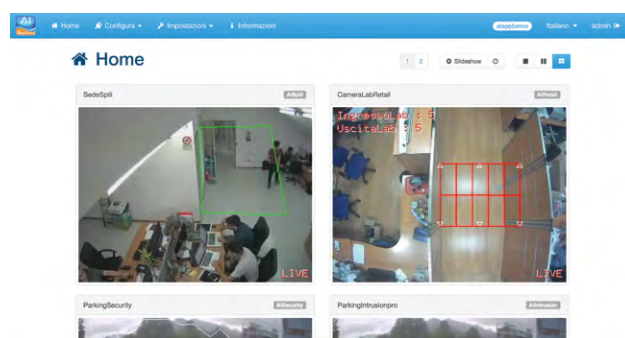 AI
Home Configura Impostazioni Informazioni aiappliance Italiano admin
Home
1 2 Slideshow
SedeSpill AISpill
CameraLabRetail AIRetail
IngressoLab : 5
UscitaLab : 5
LIVE
LIVE
ParkingSecurity AISecurity
ParkingIntrusionpro AIIntrusion